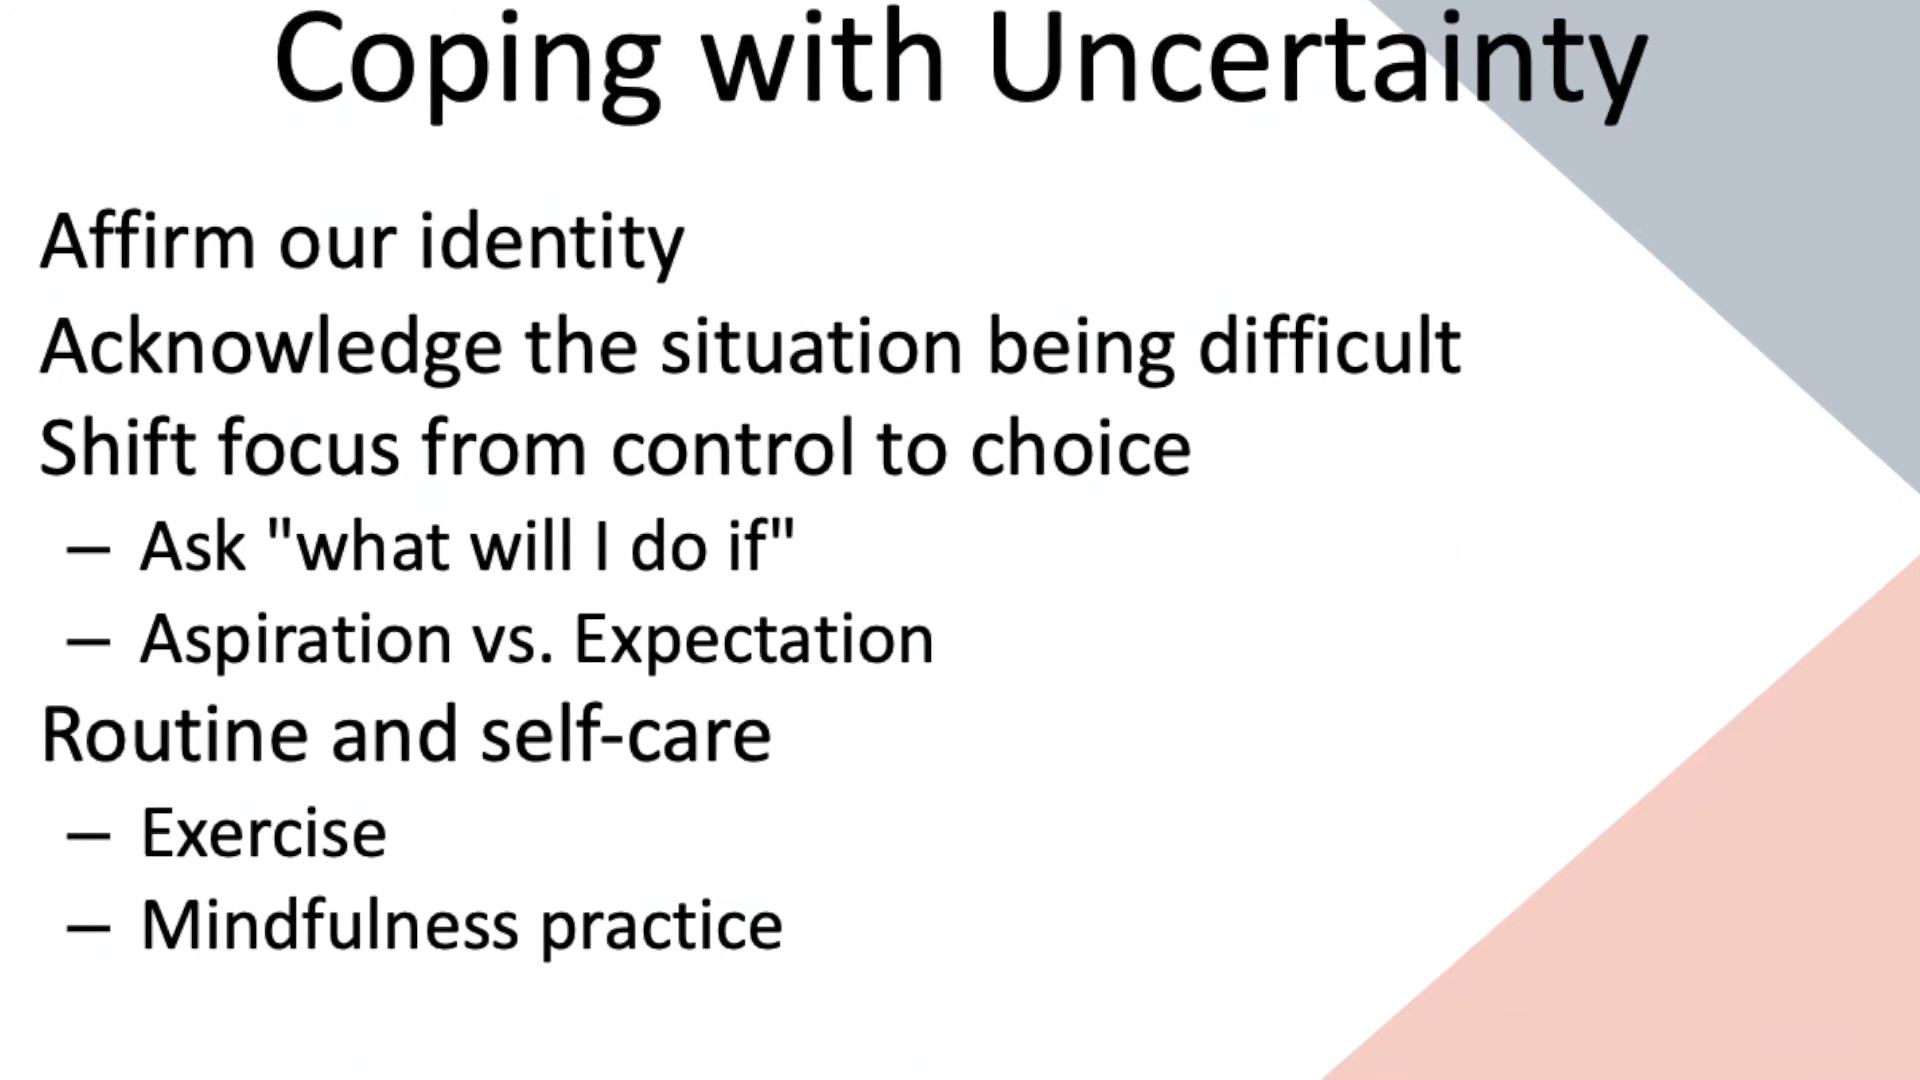 Coping with Uncertainty
Affirm our identity
Acknowledge the situation being difficult
Shift focus from control to choice
– Ask "what will I do if"
– Aspiration vs. Expectation
Routine and self-care
– Exercise
– Mindfulness practice